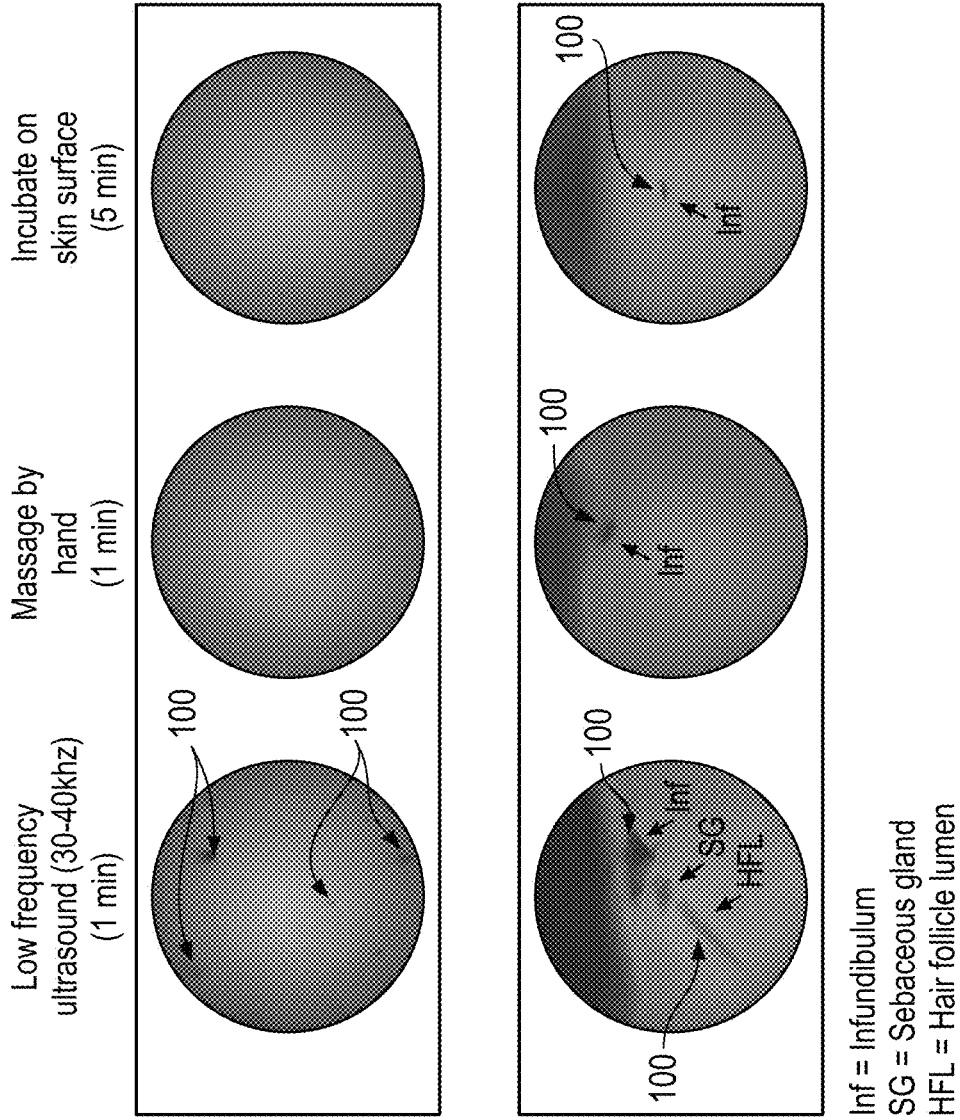 Low frequency
ultrasound (30-40khz)
(1 min)
Massage by
hand
(1 min)
Incubate on
skin surface
(5 min)
100
100
100
Inf
SG
HFL
100
100
Inf
100
Inf
Inf = Infundibulum
SG = Sebaceous gland
HFL = Hair follicle lumen